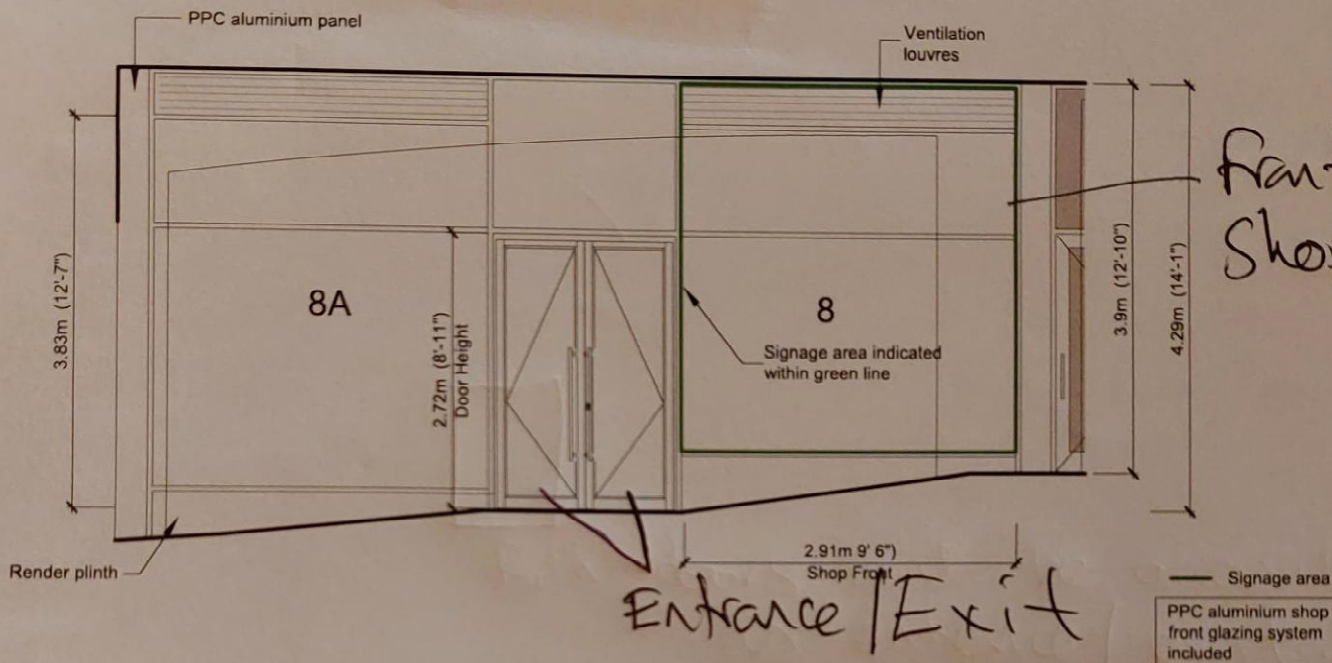 PPC aluminium panel
Ventilation
louvres
3.83m (12'-7")
8A
2.72m (8'-11")
Door Height
8
Signage area indicated
within green line
3.9m (12'-10")
4.29m (14'-1")
Render plinth
2.91m 9' 6")
Shop Front
Entrance / Exit
Signage area
PPC aluminium shop
front glazing system
included